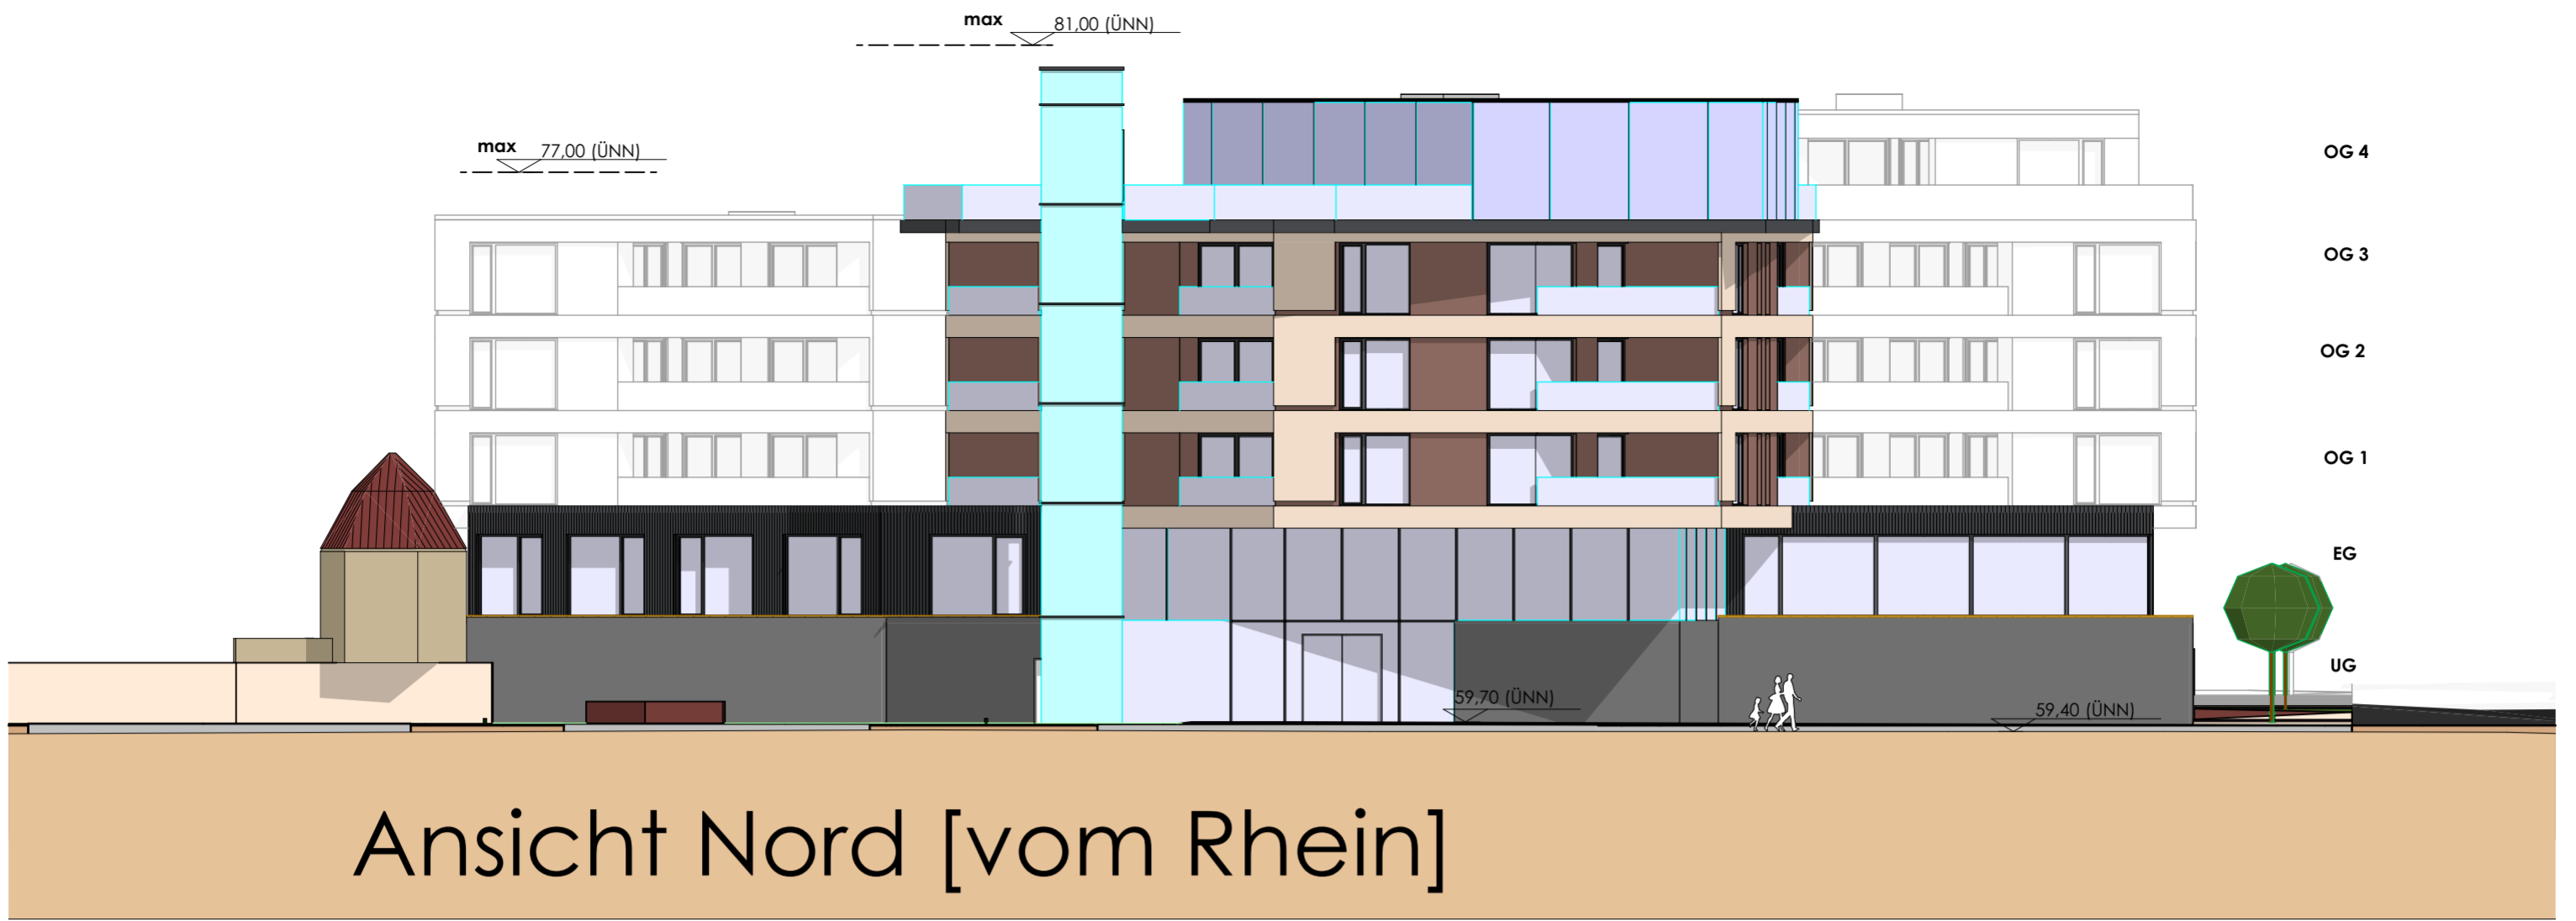 max 81,00 (ÜNN)
max 77,00 (ÜNN)
OG 4
OG 3
OG 2
OG 1
EG
UG
59,70 (ÜNN)
59,40 (ÜNN)
Ansicht Nord [vom Rhein]